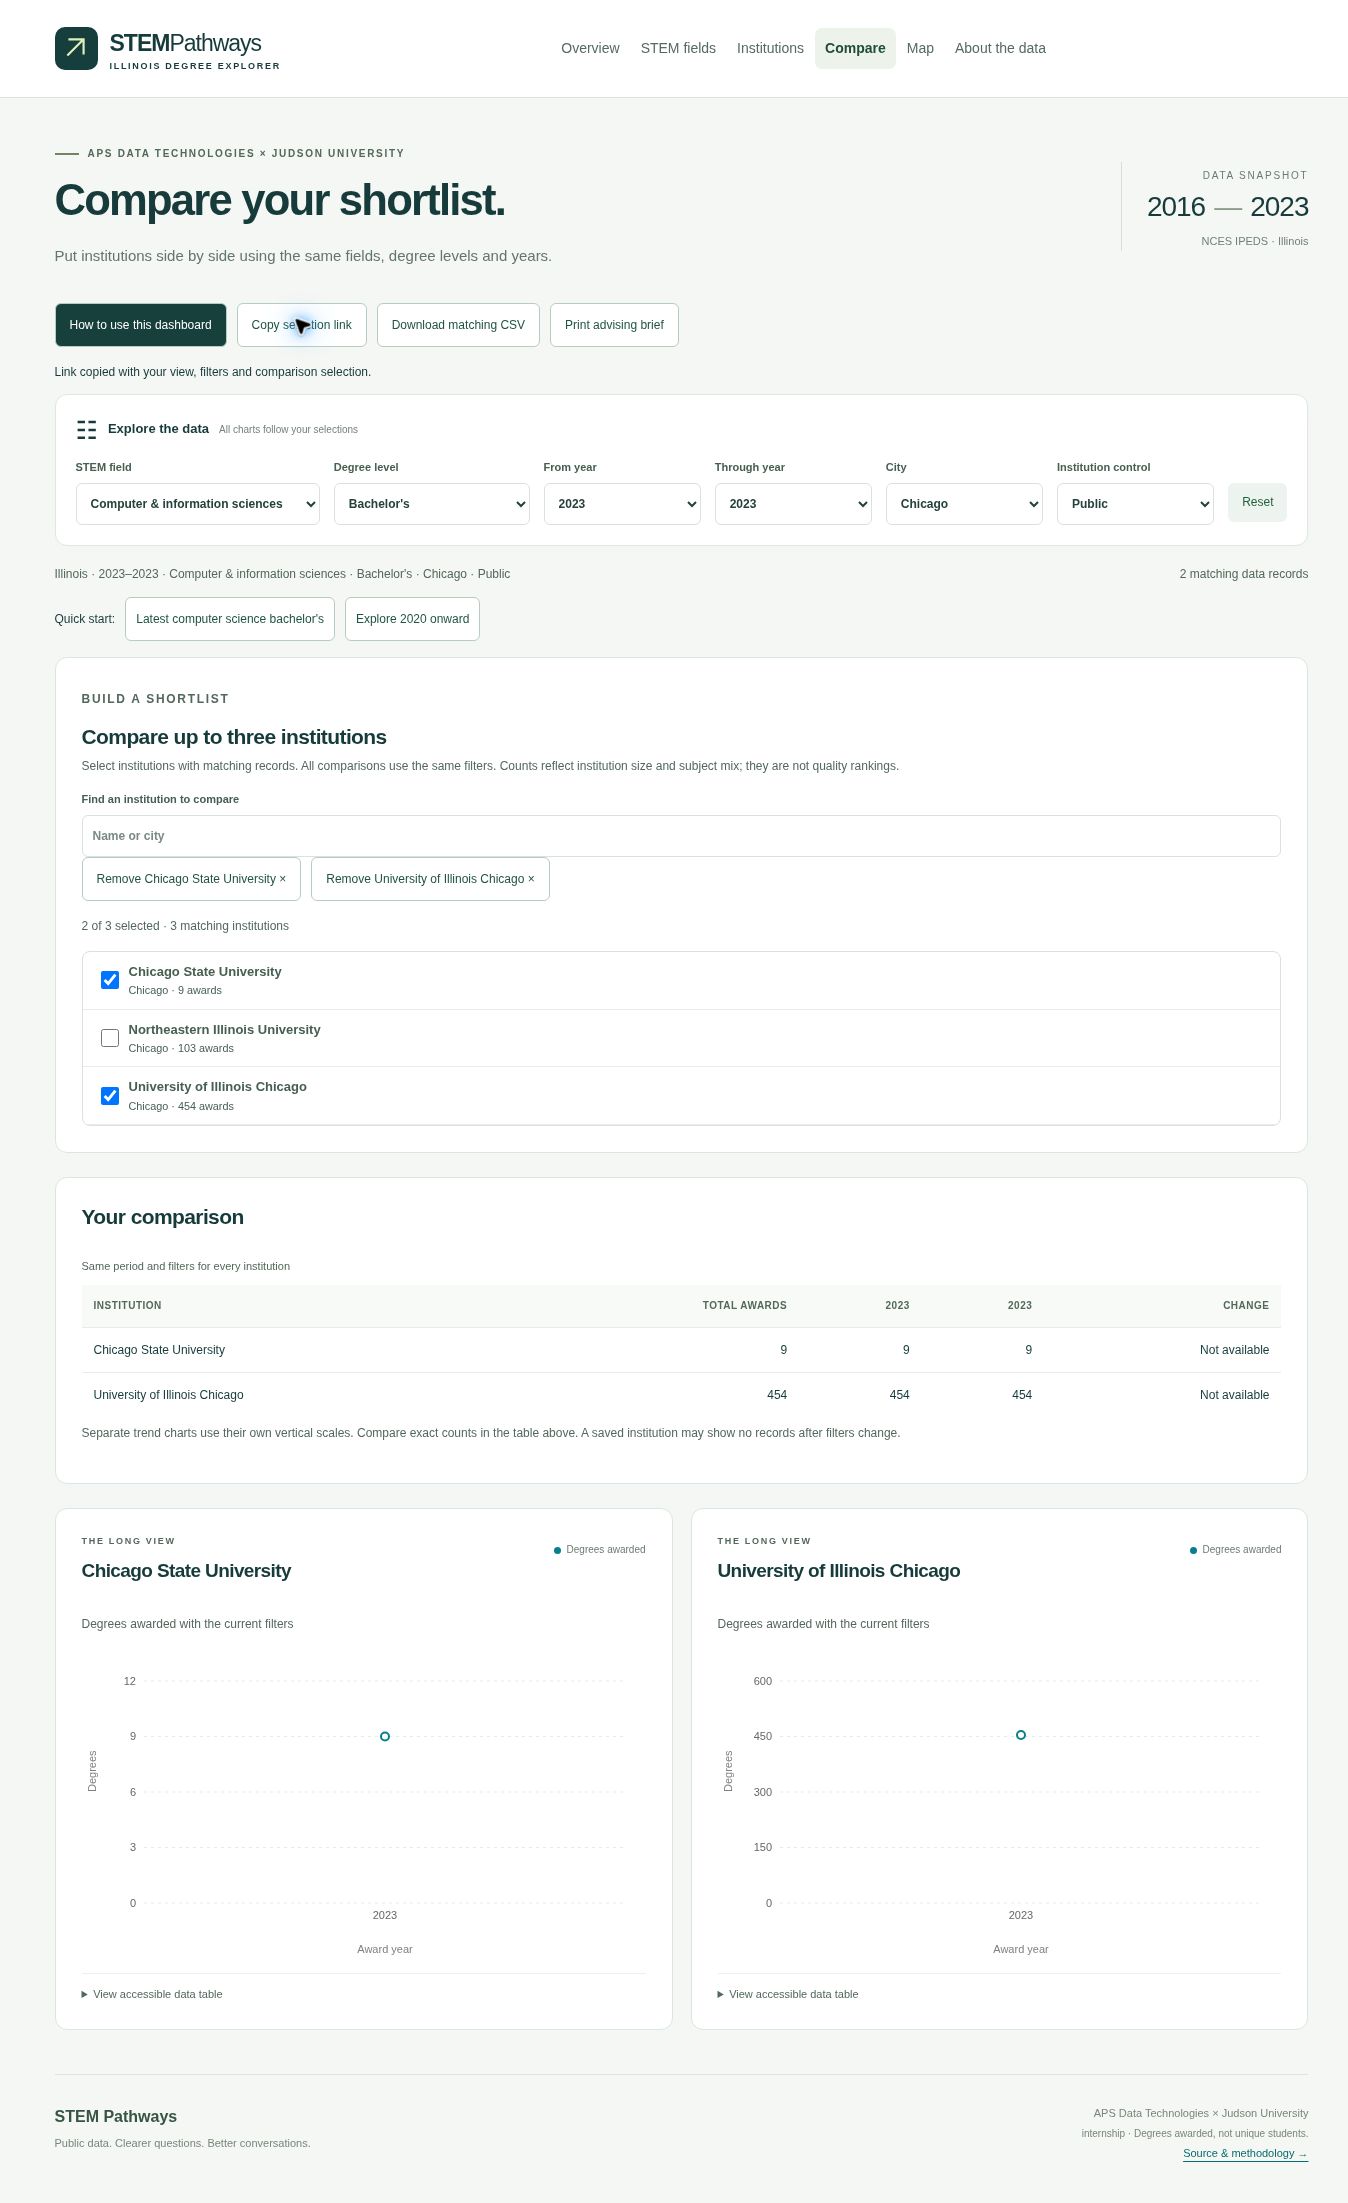 STEMPathways
ILLINOIS DEGREE EXPLORER
Overview STEM fields Institutions Compare Map About the data
APS DATA TECHNOLOGIES × JUDSON UNIVERSITY
Compare your shortlist.
Put institutions side by side using the same fields, degree levels and years.
DATA SNAPSHOT
2016 — 2023
NCES IPEDS · Illinois
How to use this dashboard Copy selection link Download matching CSV Print advising brief
Link copied with your view, filters and comparison selection.
Explore the data All charts follow your selections
STEM field Degree level From year Through year City Institution control
Computer & information sciences Bachelor's 2023 2023 Chicago Public Reset
Illinois · 2023–2023 · Computer & information sciences · Bachelor's · Chicago · Public 2 matching data records
Quick start: Latest computer science bachelor's Explore 2020 onward
BUILD A SHORTLIST
Compare up to three institutions
Select institutions with matching records. All comparisons use the same filters. Counts reflect institution size and subject mix; they are not quality rankings.
Find an institution to compare
Name or city
Remove Chicago State University × Remove University of Illinois Chicago ×
2 of 3 selected · 3 matching institutions
Chicago State University
Chicago · 9 awards
Northeastern Illinois University
Chicago · 103 awards
University of Illinois Chicago
Chicago · 454 awards
Your comparison
Same period and filters for every institution
INSTITUTION TOTAL AWARDS 2023 2023 CHANGE
Chicago State University 9 9 9 Not available
University of Illinois Chicago 454 454 454 Not available
Separate trend charts use their own vertical scales. Compare exact counts in the table above. A saved institution may show no records after filters change.
THE LONG VIEW
Chicago State University
Degrees awarded
Degrees awarded with the current filters
12
9
6
3
0
Degrees
2023
Award year
View accessible data table
THE LONG VIEW
University of Illinois Chicago
Degrees awarded
Degrees awarded with the current filters
600
450
300
150
0
Degrees
2023
Award year
View accessible data table
STEM Pathways
Public data. Clearer questions. Better conversations.
APS Data Technologies × Judson University
internship · Degrees awarded, not unique students.
Source & methodology →